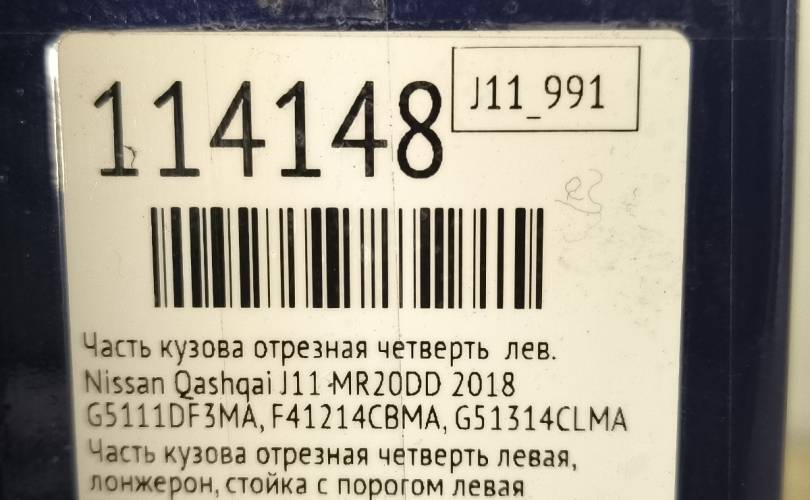 114148
J11_991
Часть кузова отрезная четверть лев.
Nissan Qashqai J11 MR20DD 2018
G5111DF3MA, F41214CBMA, G51314CLMA
Часть кузова отрезная четверть левая,
лонжерон, стойка с порогом левая